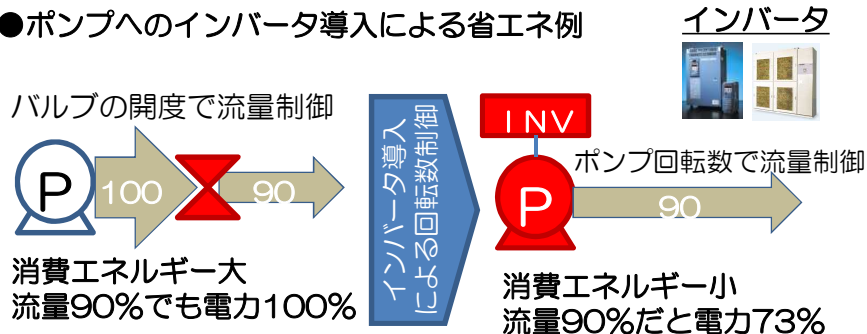 ●ポンプへのインバータ導入による省エネ例
インバータ
バルブの開度で流量制御
P
100
90
インバータ導入
による回転数制御
INV
P
ポンプ回転数で流量制御
90
消費エネルギー大
流量90%でも電力100%
消費エネルギー小
流量90%だと電力73%